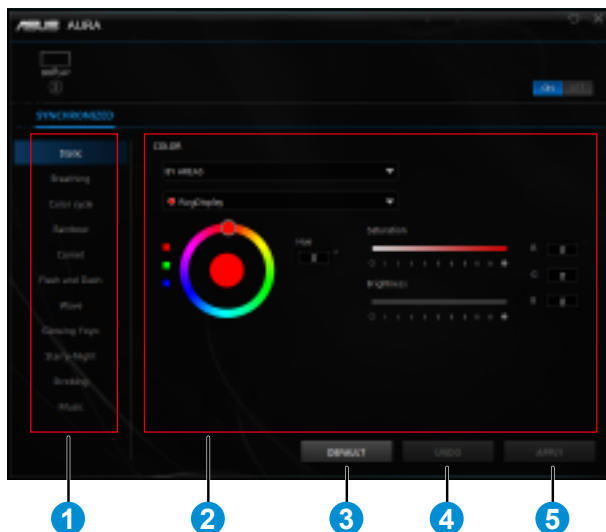 ASUS AURA
On
SYNCHRONIZED
Static
Breathing
Color cycle
Rainbow
Comet
Flash and Dash
Wave
Glowing Yoyo
Starry-Night
Strobing
Music
COLOR
BY AREAS
RogDisplay
Hue
Saturation
Brightness
R
G
B
DEFAULT
UNDO
APPLY
1
2
3
4
5